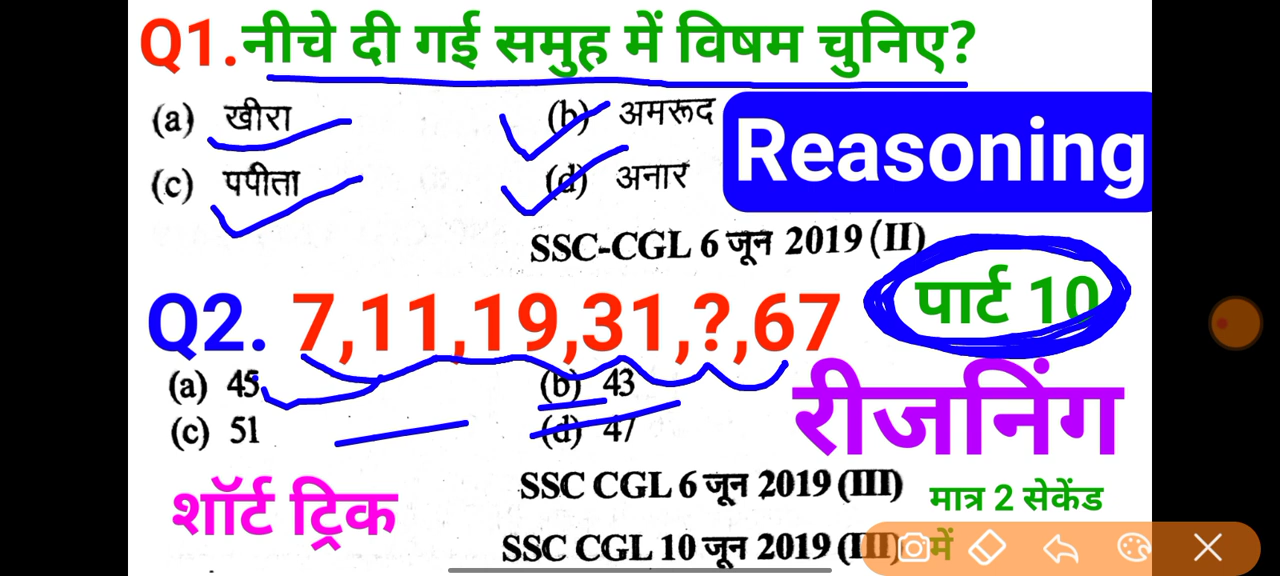 Q1.नीचे दी गई समुह में विषम चुनिए?
(a) खीरा (b) अमरूद
(c) पपीता (d) अनार
Reasoning
SSC-CGL 6 जून 2019 (II)
पार्ट 10
Q2. 7,11,19,31,?,67
(a) 45 (b) 43
(c) 51 (d) 47
रीजनिंग
SSC CGL 6 जून 2019 (III)
शॉर्ट ट्रिक
मात्र 2 सेकेंड
में
SSC CGL 10 जून 2019 (III)